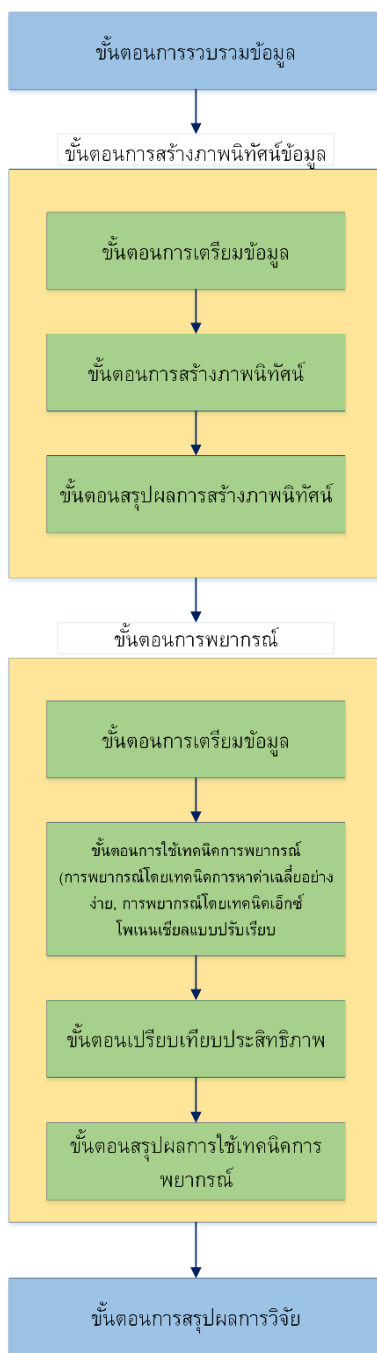 ขั้นตอนการรวบรวมข้อมูล
ขั้นตอนการสร้างภาพนิทัศน์ข้อมูล
ขั้นตอนการเตรียมข้อมูล
ขั้นตอนการสร้างภาพนิทัศน์
ขั้นตอนสรุปผลการสร้างภาพนิทัศน์
ขั้นตอนการพยากรณ์
ขั้นตอนการเตรียมข้อมูล
ขั้นตอนการใช้เทคนิคการพยากรณ์
(การพยากรณ์โดยเทคนิคการหาค่าเฉลี่ยอย่าง
ง่าย, การพยากรณ์โดยเทคนิคเอ็กซ์
โพเนนเชียลแบบปรับเรียบ
ขั้นตอนเปรียบเทียบประสิทธิภาพ
ขั้นตอนสรุปผลการใช้เทคนิคการ
พยากรณ์
ขั้นตอนการสรุปผลการวิจัย